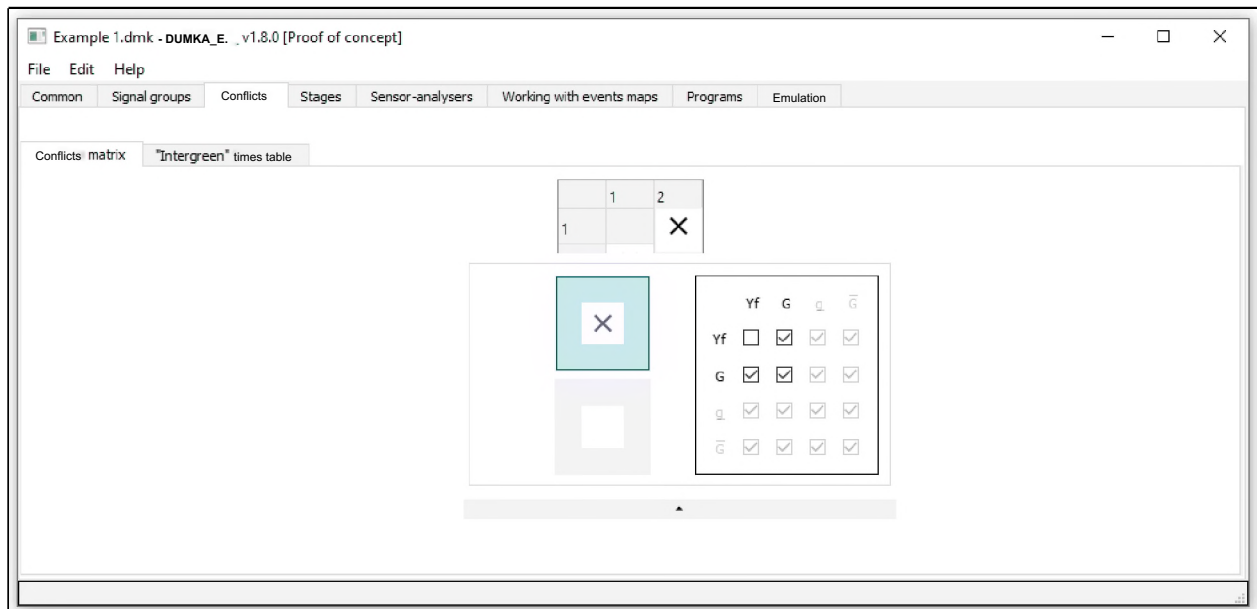 Example 1.dmk - DUMKA_E. _ v1.8.0 [Proof of concept]
File Edit Help
Common Signal groups Conflicts Stages Sensor-analysers Working with events maps Programs Emulation
Conflicts matrix "Intergreen" times table
1 2
1
Yf G g G̅
Yf
G
g
G̅